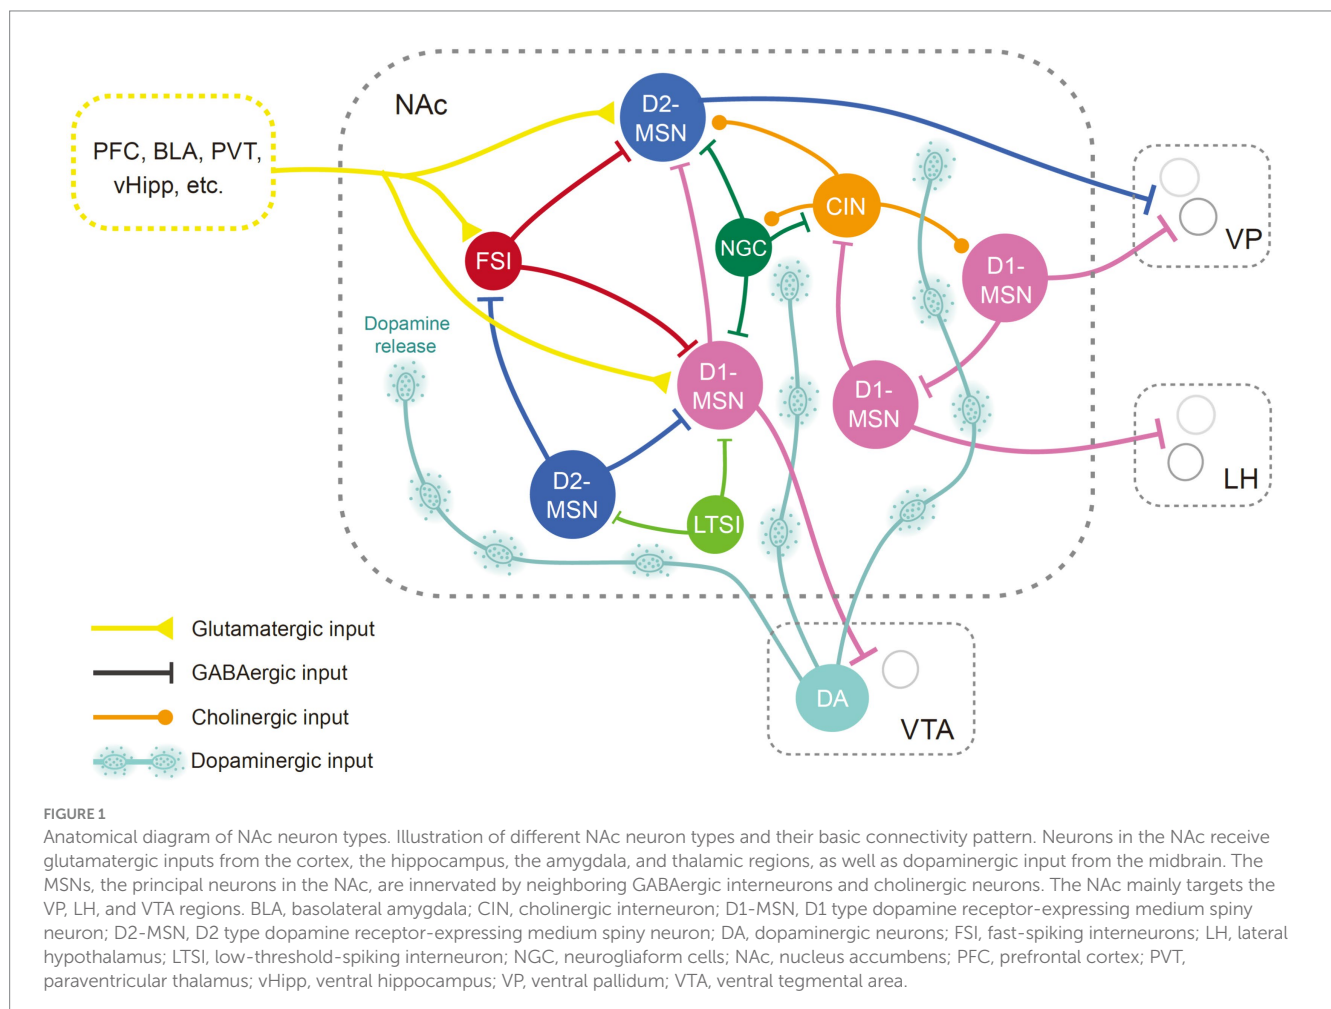 NAc
D2-
MSN
PFC, BLA, PVT,
vHipp, etc.
CIN
VP
NGC
FSI
D1-
MSN
Dopamine
release
D1-
MSN
D1-
MSN
LH
D2-
MSN
LTSI
Glutamatergic input
GABAergic input
Cholinergic input
Dopaminergic input
DA
VTA
FIGURE 1
Anatomical diagram of NAc neuron types. Illustration of different NAc neuron types and their basic connectivity pattern. Neurons in the NAc receive
glutamatergic inputs from the cortex, the hippocampus, the amygdala, and thalamic regions, as well as dopaminergic input from the midbrain. The
MSNs, the principal neurons in the NAc, are innervated by neighboring GABAergic interneurons and cholinergic neurons. The NAc mainly targets the
VP, LH, and VTA regions. BLA, basolateral amygdala; CIN, cholinergic interneuron; D1-MSN, D1 type dopamine receptor-expressing medium spiny
neuron; D2-MSN, D2 type dopamine receptor-expressing medium spiny neuron; DA, dopaminergic neurons; FSI, fast-spiking interneurons; LH, lateral
hypothalamus; LTSI, low-threshold-spiking interneuron; NGC, neurogliaform cells; NAc, nucleus accumbens; PFC, prefrontal cortex; PVT,
paraventricular thalamus; vHipp, ventral hippocampus; VP, ventral pallidum; VTA, ventral tegmental area.